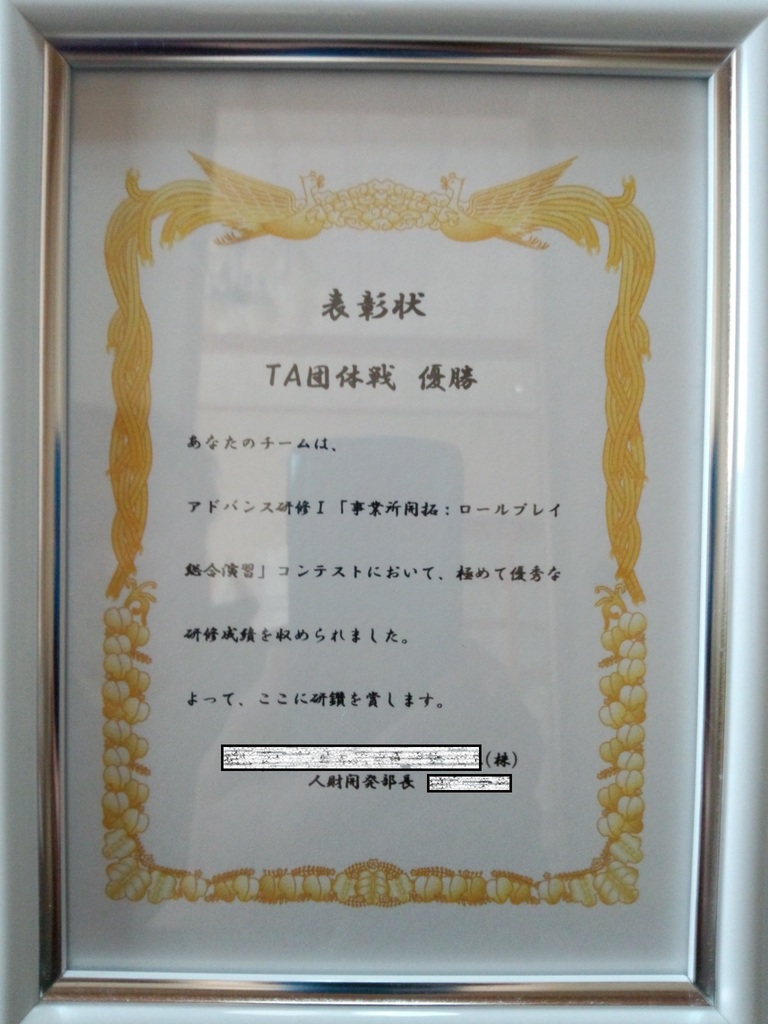 表彰状
TA団体戦 優勝
あなたのチームは、
アドバンス研修Ⅰ「事業所開拓：ロールプレイ
総合演習」コンテストにおいて、極めて優秀な
研修成績を収められました。
よって、ここに研鑽を賞します。
(株)
人財開発部長